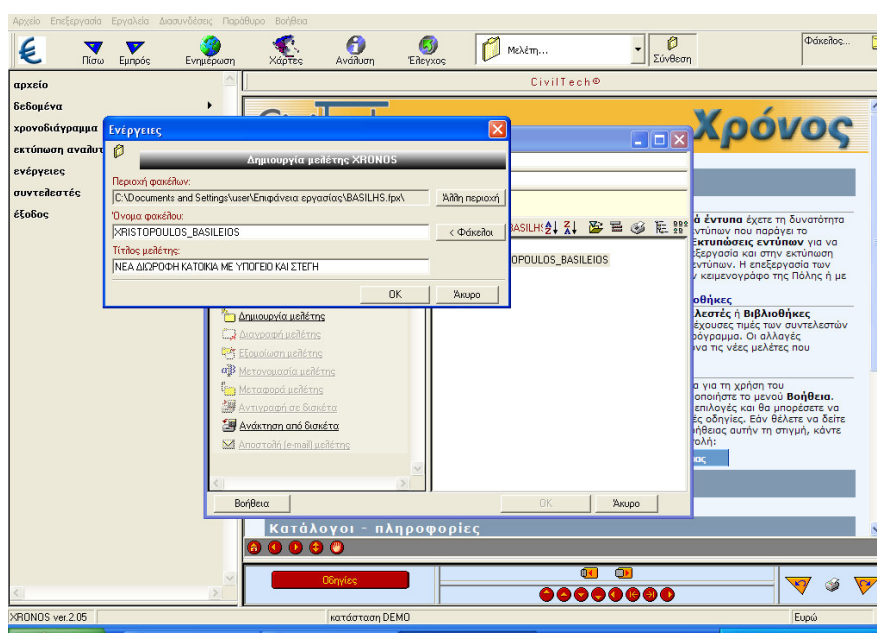 Αρχείο Επεξεργασία Εργαλεία Διασυνδέσεις Παράθυρο Βοήθεια
Πίσω Εμπρός Ενημέρωση Χάρτες Ανάλυση Έλεγχος Μελέτη... Σύνθεση Φάκελος...
αρχείο
δεδομένα
χρονοδιάγραμμα
εκτύπωση αναλυτ
ενέργειες
συντελεστές
έξοδος
CivilTech®
Χρόνος
Ενέργειες
Δημιουργία μελέτης XRONOS
Περιοχή φακέλων:
C:\Documents and Settings\user\Επιφάνεια εργασίας\BASILHS.fpx\
Άλλη περιοχή
Όνομα φακέλου:
XRISTOPOULOS_BASILEIOS
< Φάκελοι
Τίτλος μελέτης:
ΝΕΑ ΔΙΩΡΟΦΗ ΚΑΤΟΙΚΙΑ ΜΕ ΥΠΟΓΕΙΟ ΚΑΙ ΣΤΕΓΗ
OK Άκυρο
BASILH
OPOULOS_BASILEIOS
Δημιουργία μελέτης
Διαγραφή μελέτης
Εξομοίωση μελέτης
Μετονομασία μελέτης
Μεταφορά μελέτης
Αντιγραφή σε δισκέτα
Ανάκτηση από δισκέτα
Αποστολή (e-mail) μελέτης
Βοήθεια OK Άκυρο
ά έντυπα έχετε τη δυνατότητα
ντύπων που παράγει το
Εκτυπώσεις εντύπων για να
εξεργασία και στην εκτύπωση
εντύπων. Η επεξεργασία των
ν κειμενογράφο της Πόλης ή με
οθήκες
λεστές ή Βιβλιοθήκες
έχουσες τιμές των συντελεστών
όγραμμα. Οι αλλαγές
να τις νέες μελέτες που
α για τη χρήση του
οποιήστε το μενού Βοήθεια.
επιλογές και θα μπορέσετε να
ές οδηγίες. Εάν θέλετε να δείτε
ήθειας αυτήν τη στιγμή, κάντε
ολή:
ας
Κατάλογοι - πληροφορίες
Οδηγίες
XRONOS ver.2.05 κατάσταση DEMO Ευρώ